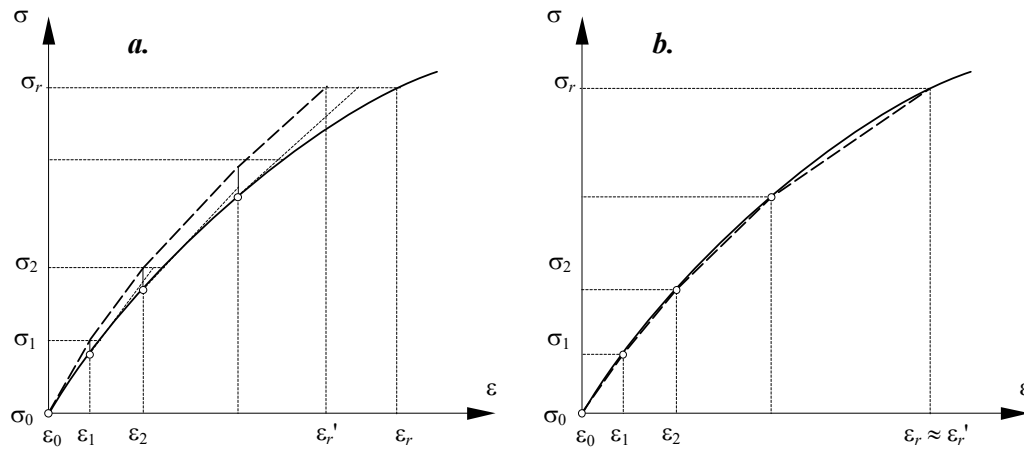 σ
a.
σᵣ
σ₂
σ₁
σ₀
ε
ε₀ ε₁ ε₂ εᵣ' εᵣ
σ
b.
σᵣ
σ₂
σ₁
σ₀
ε
ε₀ ε₁ ε₂ εᵣ ≈ εᵣ'